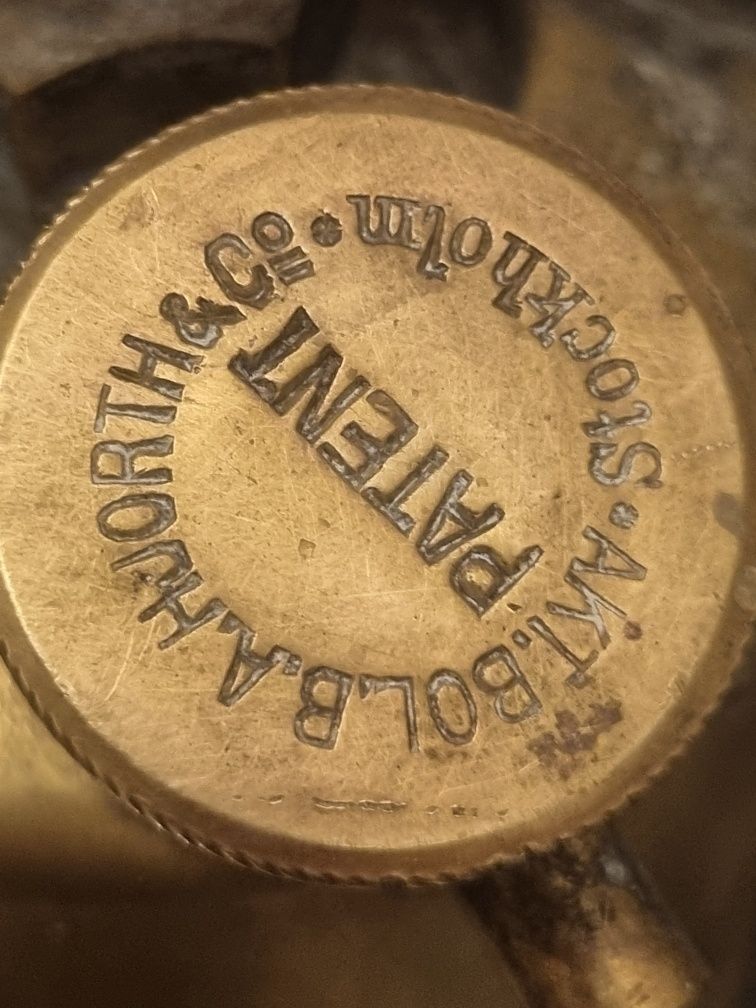 AKT. BOL. B.A. HJORTH & Co
Stockholm
PATENT